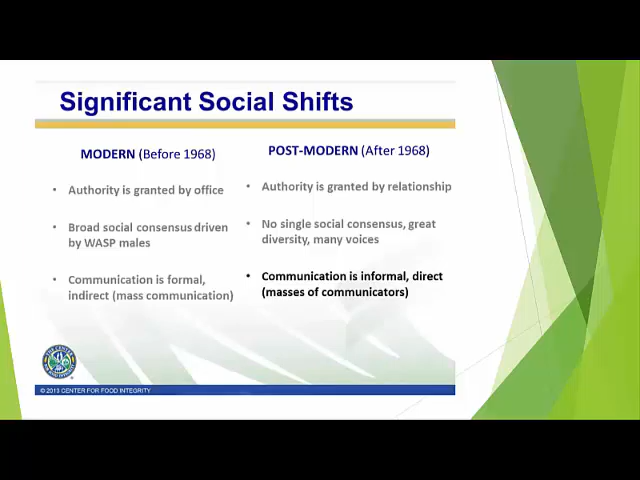 Significant Social Shifts
MODERN (Before 1968)
• Authority is granted by office
• Broad social consensus driven
by WASP males
• Communication is formal,
indirect (mass communication)
POST-MODERN (After 1968)
• Authority is granted by relationship
• No single social consensus, great
diversity, many voices
• Communication is informal, direct
(masses of communicators)
© 2013 CENTER FOR FOOD INTEGRITY